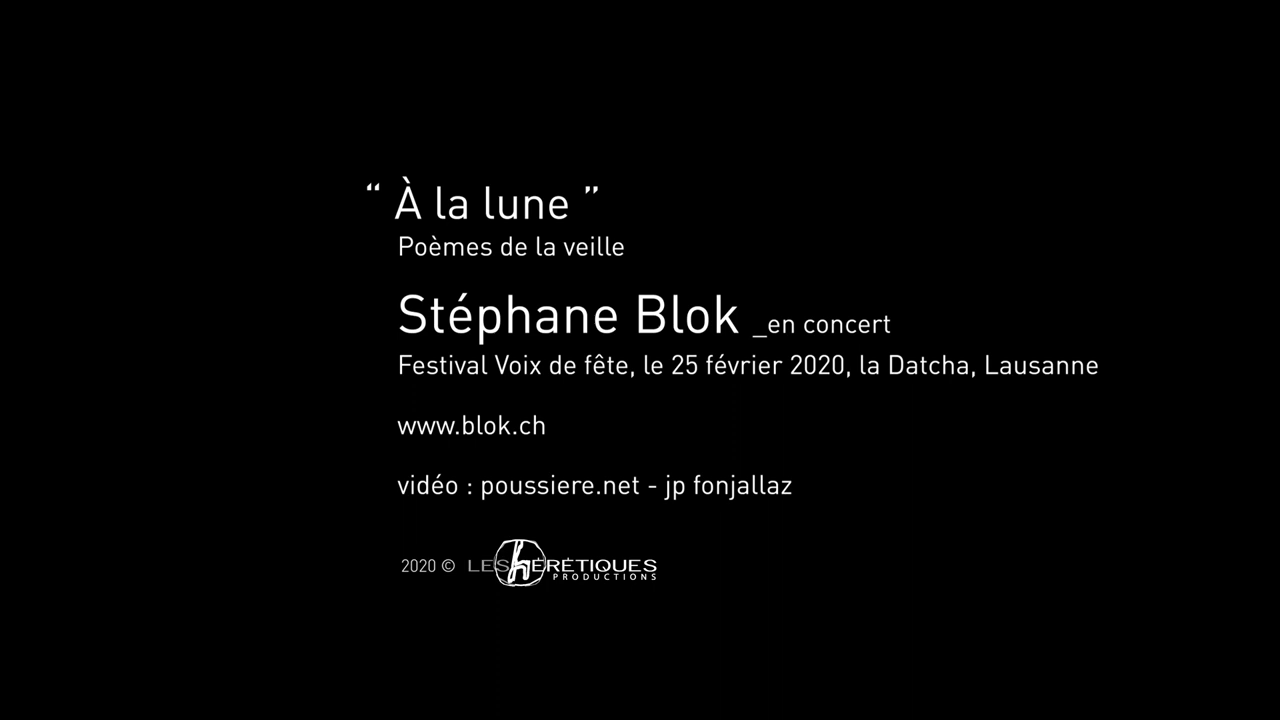 “ À la lune ”
Poèmes de la veille
Stéphane Blok _en concert
Festival Voix de fête, le 25 février 2020, la Datcha, Lausanne
www.blok.ch
vidéo : poussiere.net - jp fonjallaz
2020 © LES HÉRÉTIQUES
PRODUCTIONS